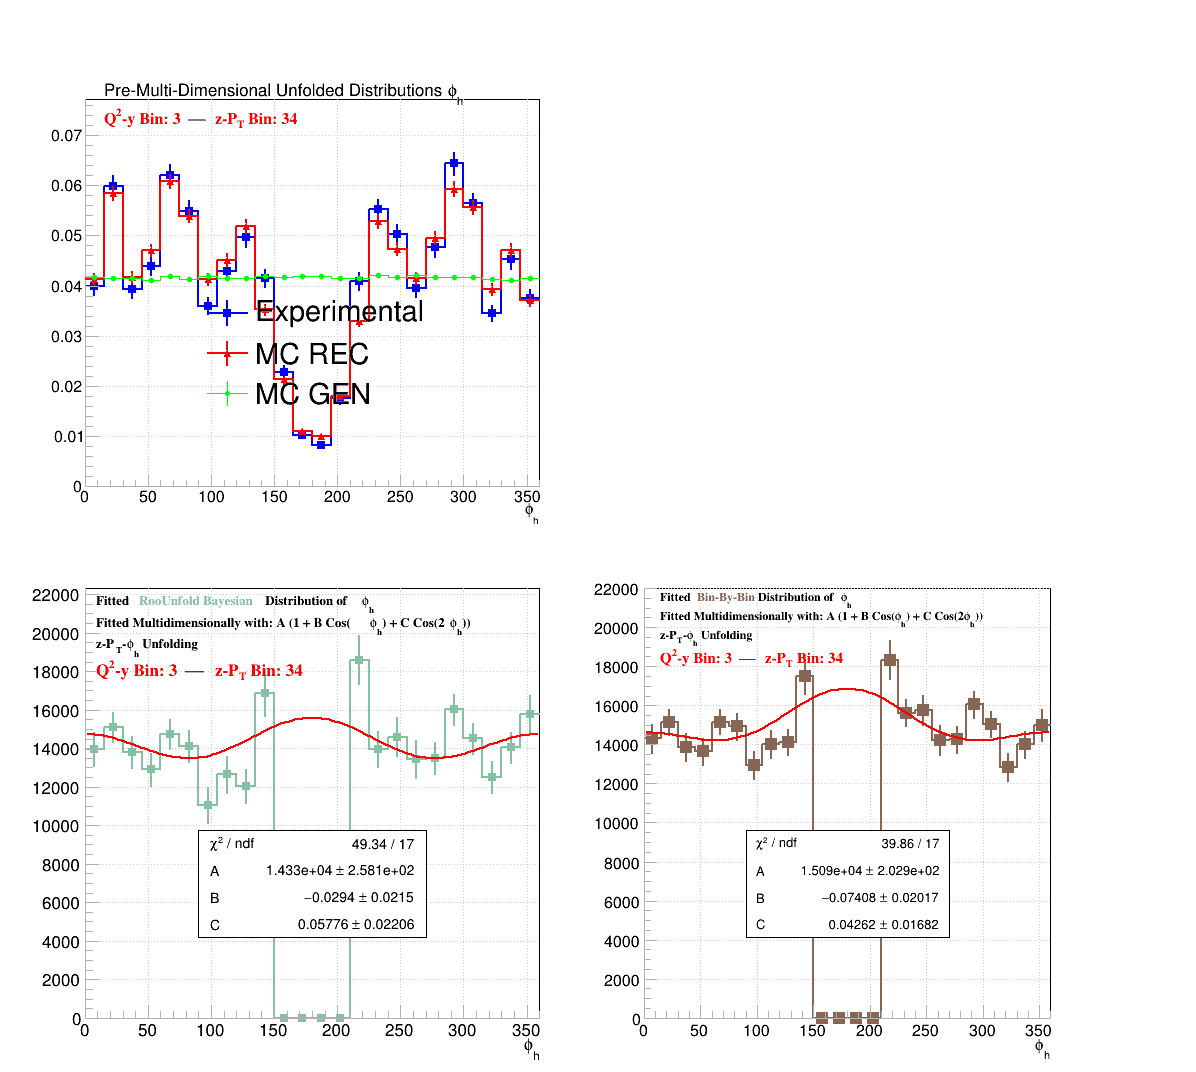 Pre-Multi-Dimensional Unfolded Distributions ϕh
Q²-y Bin: 3 — z-PT Bin: 34
0.07
0.06
0.05
0.04
0.03
0.02
0.01
0
Experimental
MC REC
MC GEN
0 50 100 150 200 250 300 350
ϕh
Fitted RooUnfold Bayesian Distribution of ϕh
Fitted Multidimensionally with: A (1 + B Cos( ϕh) + C Cos(2 ϕh))
z-PT-ϕh Unfolding
Q²-y Bin: 3 — z-PT Bin: 34
22000
20000
18000
16000
14000
12000
10000
8000
6000
4000
2000
0
χ² / ndf 49.34 / 17
A 1.433e+04 ± 2.581e+02
B −0.0294 ± 0.0215
C 0.05776 ± 0.02206
0 50 100 150 200 250 300 350
ϕh
Fitted Bin-By-Bin Distribution of ϕh
Fitted Multidimensionally with: A (1 + B Cos(ϕh) + C Cos(2ϕh))
z-PT-ϕh Unfolding
Q²-y Bin: 3 — z-PT Bin: 34
22000
20000
18000
16000
14000
12000
10000
8000
6000
4000
2000
0
χ² / ndf 39.86 / 17
A 1.509e+04 ± 2.029e+02
B −0.07408 ± 0.02017
C 0.04262 ± 0.01682
0 50 100 150 200 250 300 350
ϕh